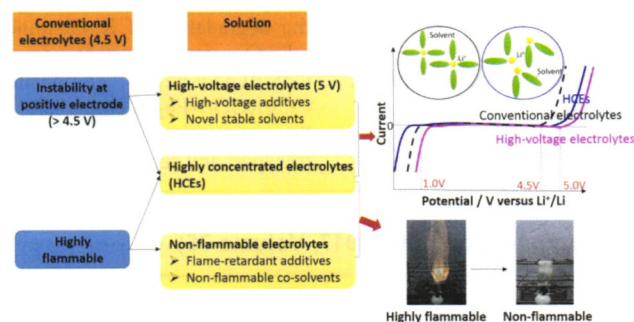 Conventional
electrolytes (4.5 V)
Solution
Instability at
positive electrode
(> 4.5 V)
High-voltage electrolytes (5 V)
➤ High-voltage additives
➤ Novel stable solvents
Highly concentrated electrolytes
(HCEs)
Highly
flammable
Non-flammable electrolytes
➤ Flame-retardant additives
➤ Non-flammable co-solvents
Solvent
Li⁺
Li⁺
Solvent
Current
0
HCEs
Conventional electrolytes
High-voltage electrolytes
1.0V
4.5V
5.0V
Potential / V versus Li⁺/Li
Highly flammable
Non-flammable